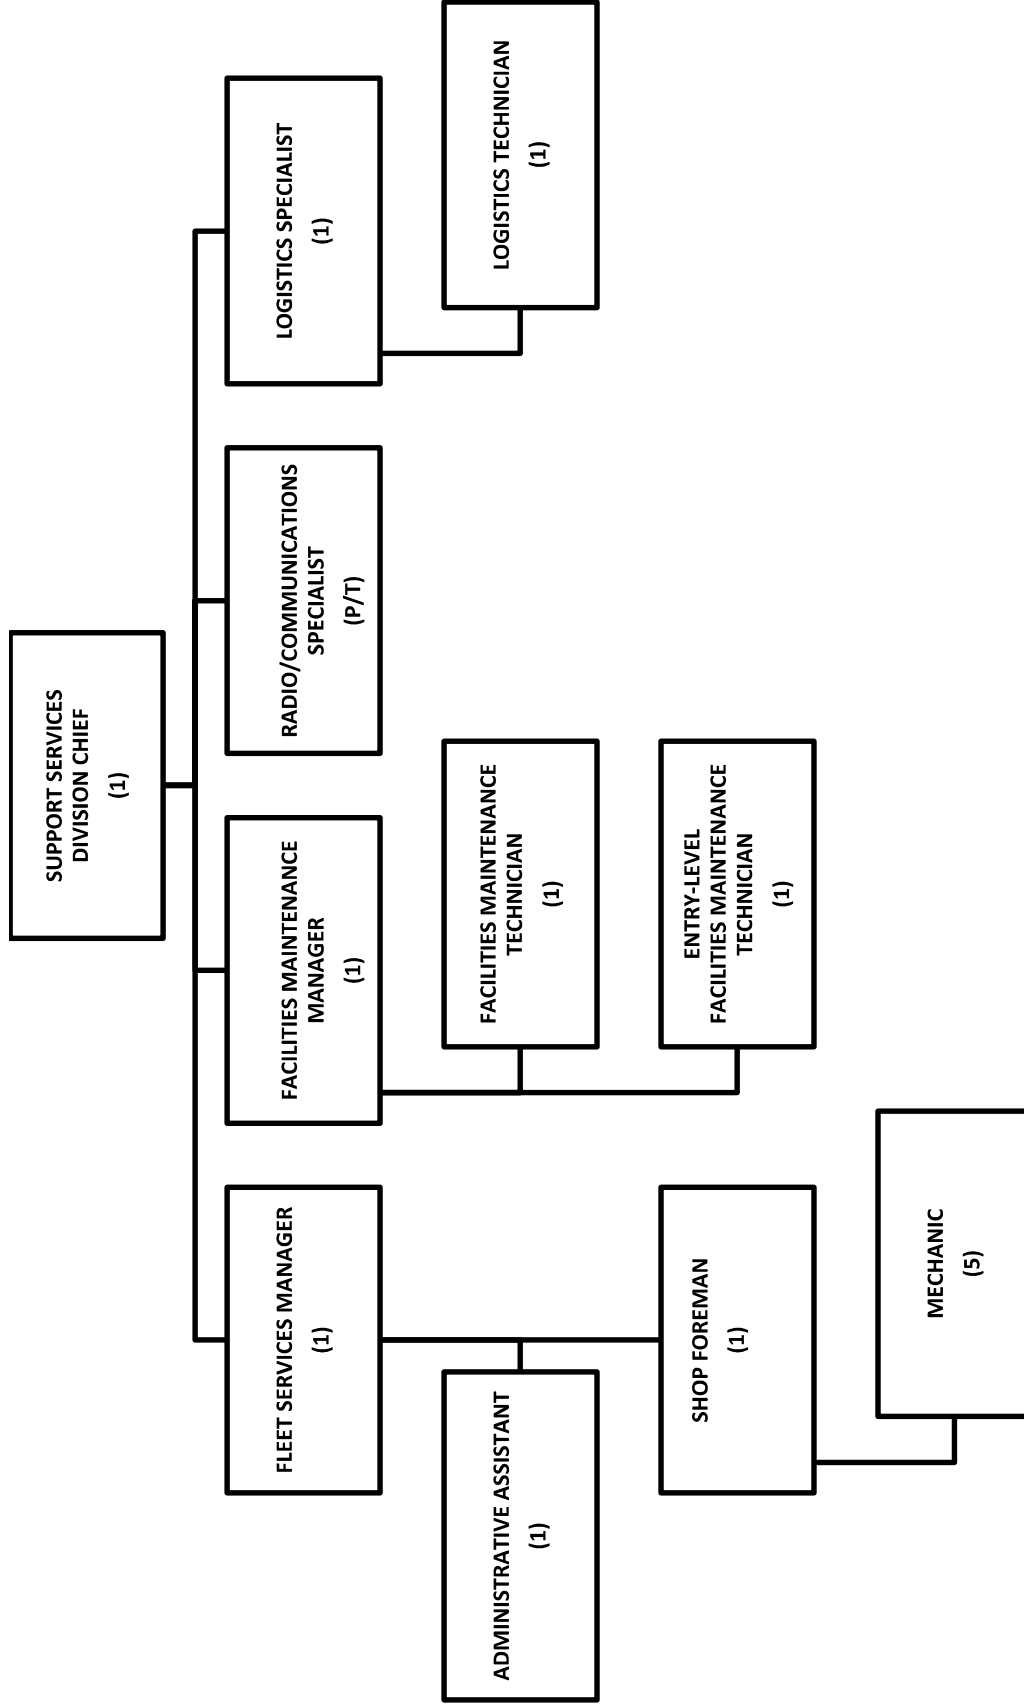 SUPPORT SERVICES
DIVISION CHIEF
(1)
FLEET SERVICES MANAGER
(1)
FACILITIES MAINTENANCE
MANAGER
(1)
RADIO/COMMUNICATIONS
SPECIALIST
(P/T)
LOGISTICS SPECIALIST
(1)
ADMINISTRATIVE ASSISTANT
(1)
FACILITIES MAINTENANCE
TECHNICIAN
(1)
LOGISTICS TECHNICIAN
(1)
SHOP FOREMAN
(1)
ENTRY-LEVEL
FACILITIES MAINTENANCE
TECHNICIAN
(1)
MECHANIC
(5)